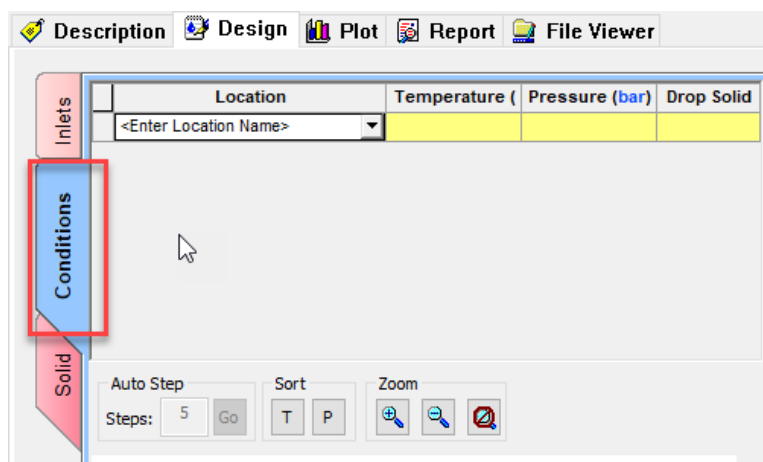 Description Design Plot Report File Viewer
Inlets
Conditions
Solid
Location Temperature ( Pressure (bar) Drop Solid
<Enter Location Name>
Auto Step Sort Zoom
Steps: 5 Go T P